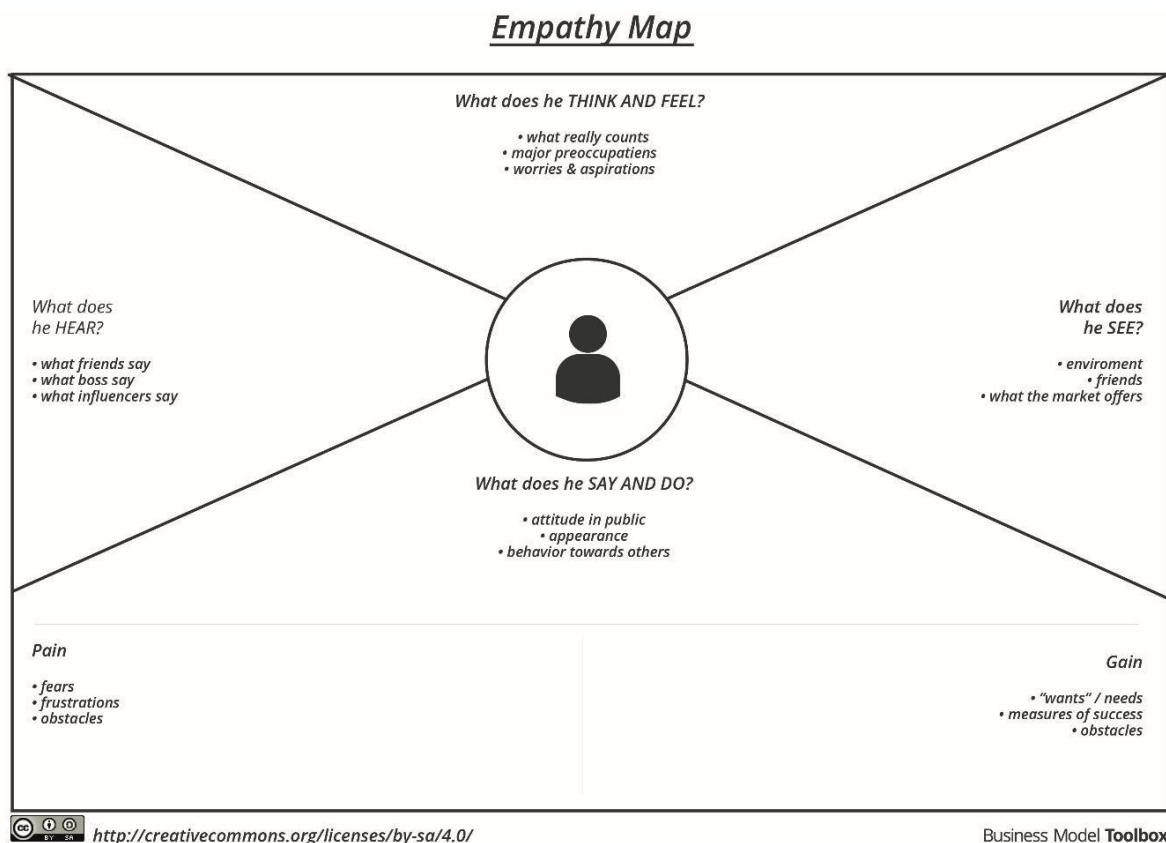 Empathy Map
What does he THINK AND FEEL?
• what really counts
• major preoccupatiens
• worries & aspirations
What does
he HEAR?
• what friends say
• what boss say
• what influencers say
What does
he SEE?
• enviroment
• friends
• what the market offers
What does he SAY AND DO?
• attitude in public
• appearance
• behavior towards others
Pain
• fears
• frustrations
• obstacles
Gain
• “wants“ / needs
• measures of success
• obstacles
cc BY SA http://creativecommons.org/licenses/by-sa/4.0/
Business Model Toolbox